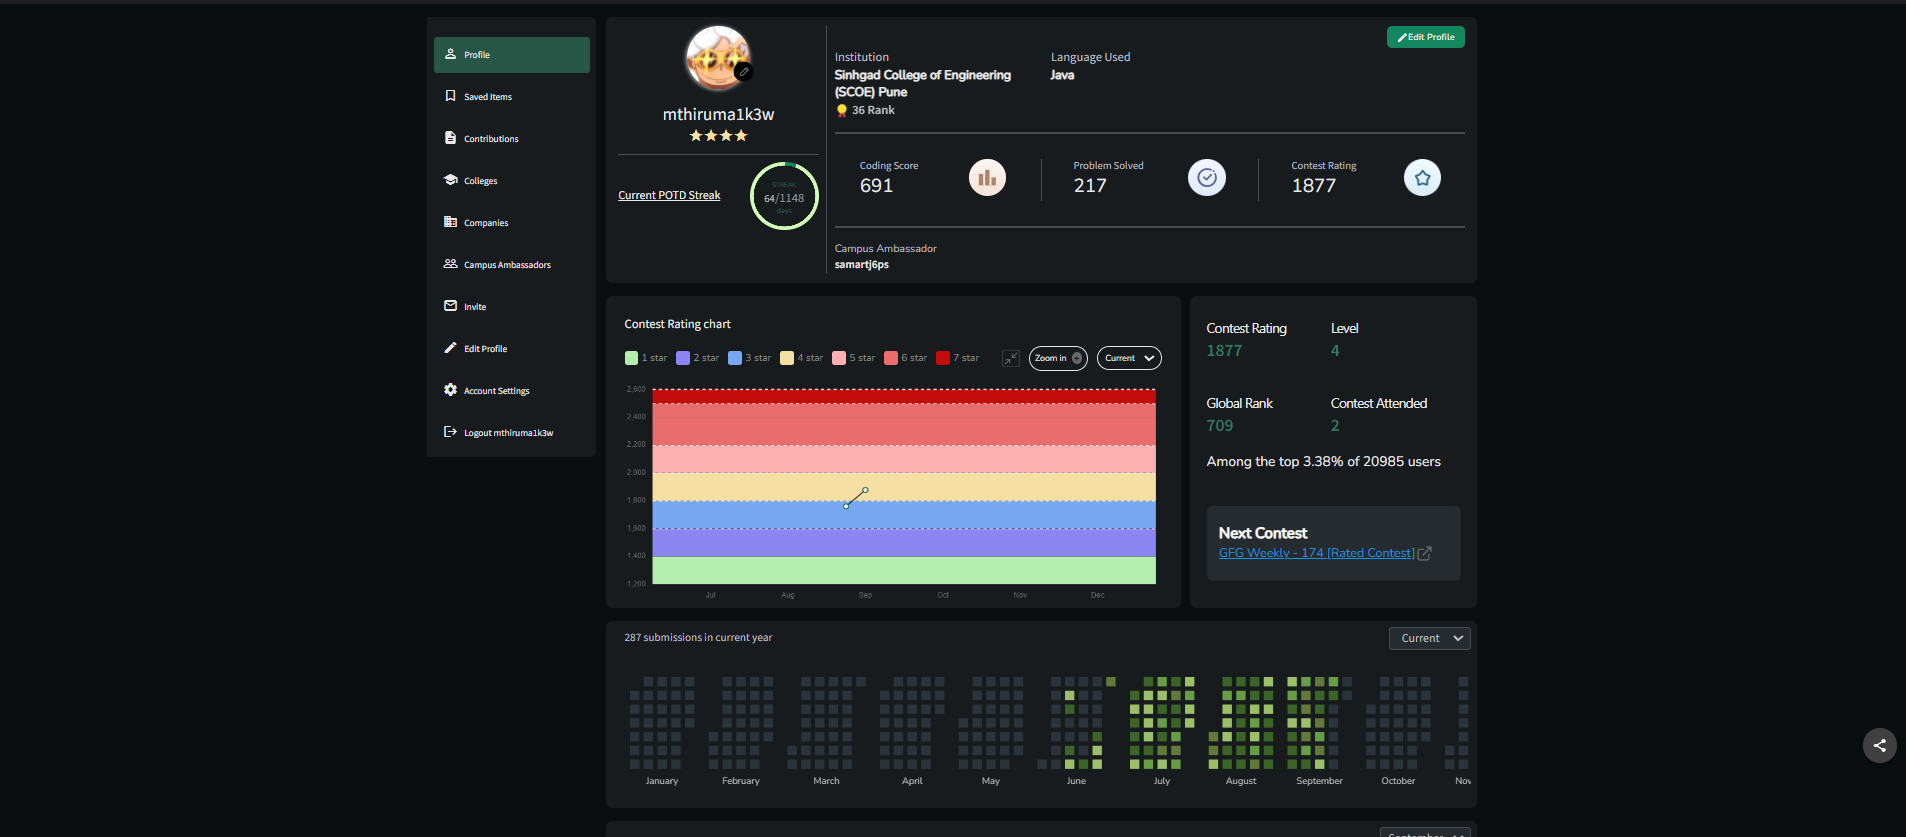 Profile
Saved Items
Contributions
Colleges
Companies
Campus Ambassadors
Invite
Edit Profile
Account Settings
Logout mthiruma1k3w
mthiruma1k3w
Current POTD Streak
STREAK
64/1148
days
Institution
Sinhgad College of Engineering
(SCOE) Pune
36 Rank
Language Used
Java
Edit Profile
Coding Score
691
Problem Solved
217
Contest Rating
1877
Campus Ambassador
samartj6ps
Contest Rating chart
1 star 2 star 3 star 4 star 5 star 6 star 7 star
Zoom in
Current
2,600
2,400
2,200
2,000
1,800
1,600
1,400
1,200
Jul Aug Sep Oct Nov Dec
Contest Rating
1877
Level
4
Global Rank
709
Contest Attended
2
Among the top 3.38% of 20985 users
Next Contest
GFG Weekly - 174 [Rated Contest]
287 submissions in current year
Current
January February March April May June July August September October Nov
September